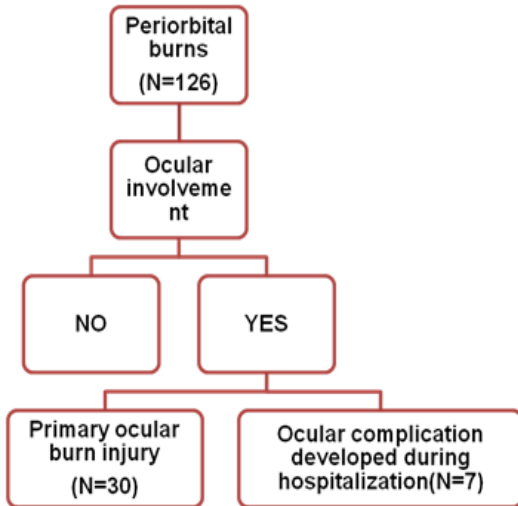 Periorbital
burns
(N=126)
Ocular
involveme
nt
NO
YES
Primary ocular
burn injury
(N=30)
Ocular complication
developed during
hospitalization(N=7)